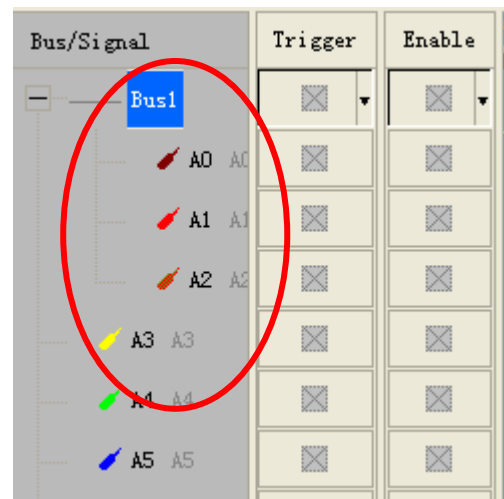 Bus/Signal Trigger Enable
Bus1
A0 A0
A1 A1
A2 A2
A3 A3
A4 A4
A5 A5